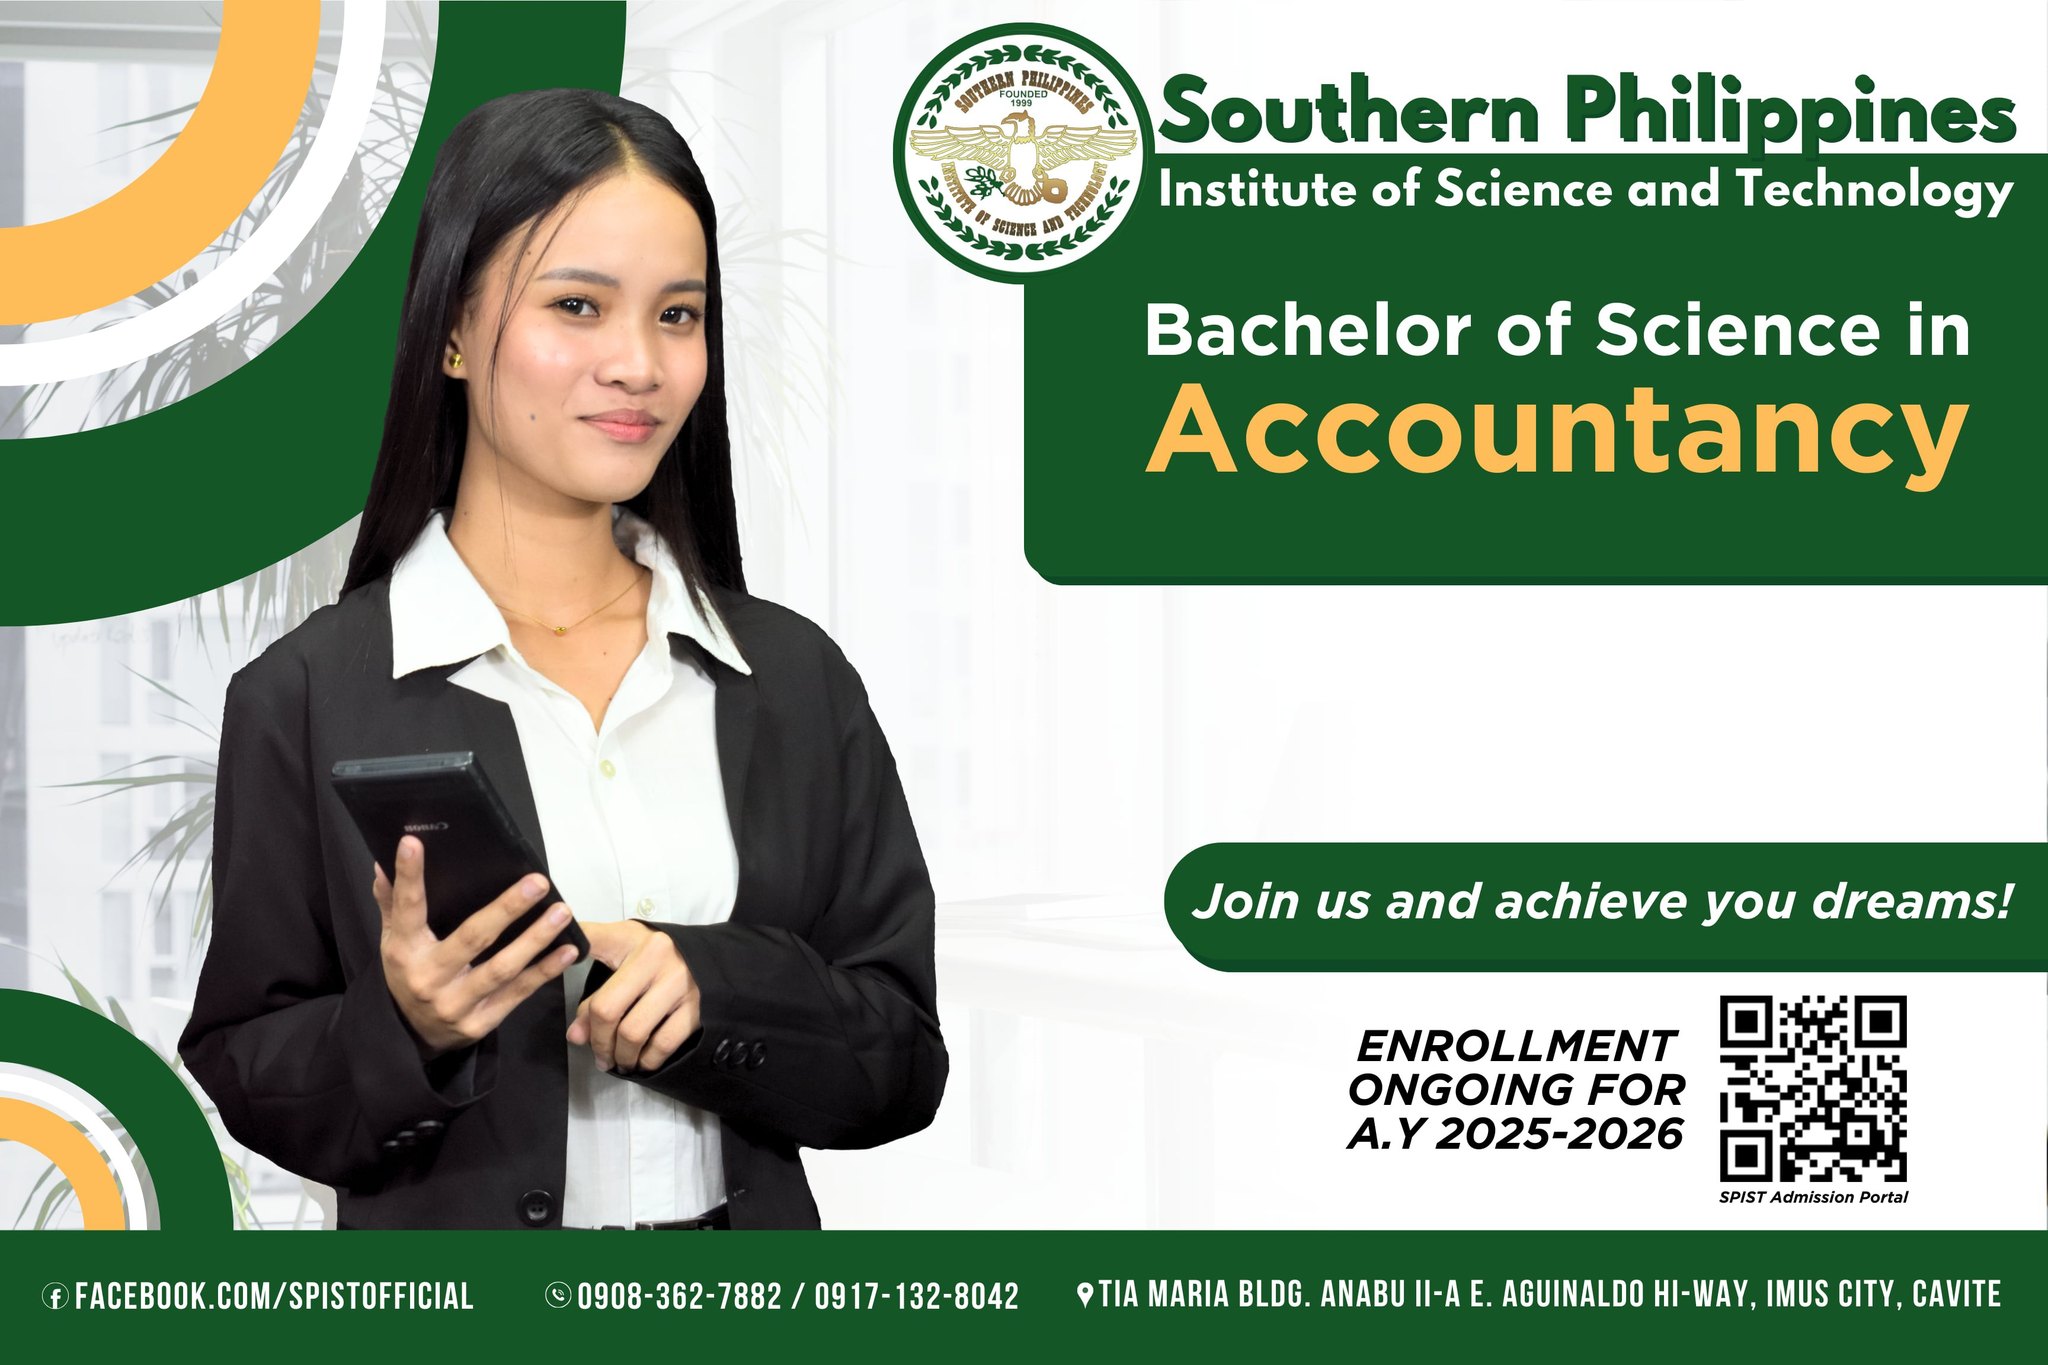 SOUTHERN PHILIPPINES
FOUNDED
1999
INSTITUTE OF SCIENCE AND TECHNOLOGY
Southern Philippines
Institute of Science and Technology
Bachelor of Science in
Accountancy
Canon
Join us and achieve you dreams!
ENROLLMENT
ONGOING FOR
A.Y 2025-2026
SPIST Admission Portal
FACEBOOK.COM/SPISTOFFICIAL
0908-362-7882 / 0917-132-8042
TIA MARIA BLDG. ANABU II-A E. AGUINALDO HI-WAY, IMUS CITY, CAVITE